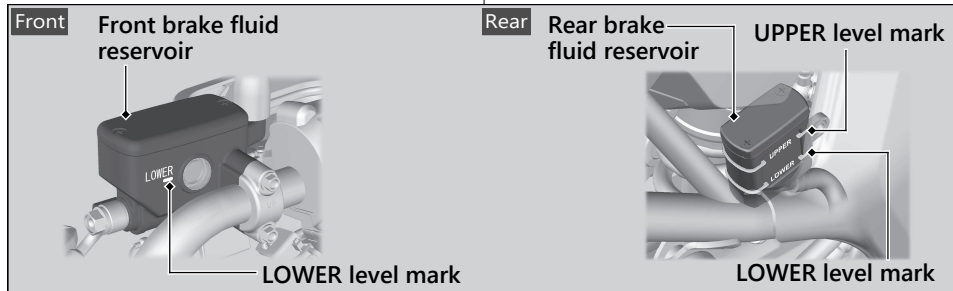 Front
Front brake fluid
reservoir
LOWER
LOWER level mark
Rear
Rear brake
fluid reservoir
UPPER level mark
UPPER
LOWER
LOWER level mark